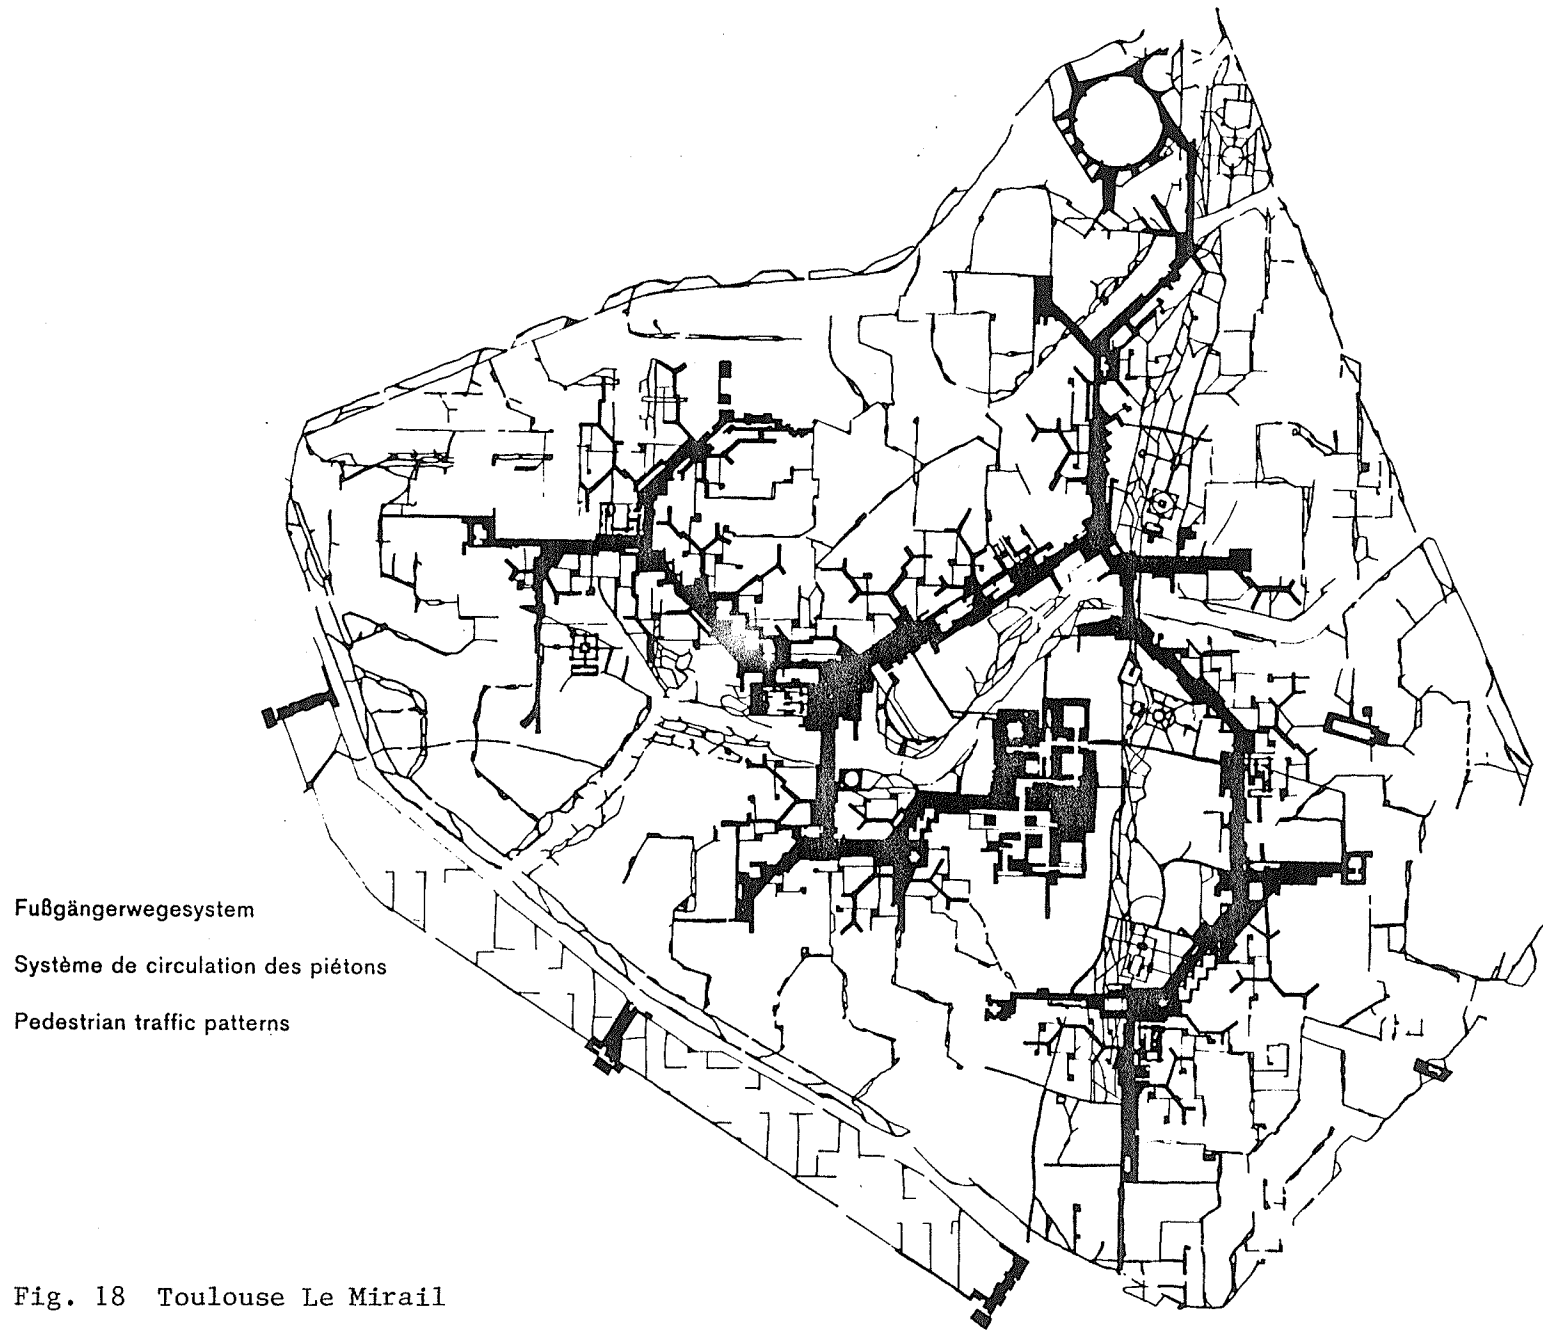 Fußgängerwegesystem
Système de circulation des piétons
Pedestrian traffic patterns
Fig. 18 Toulouse Le Mirail